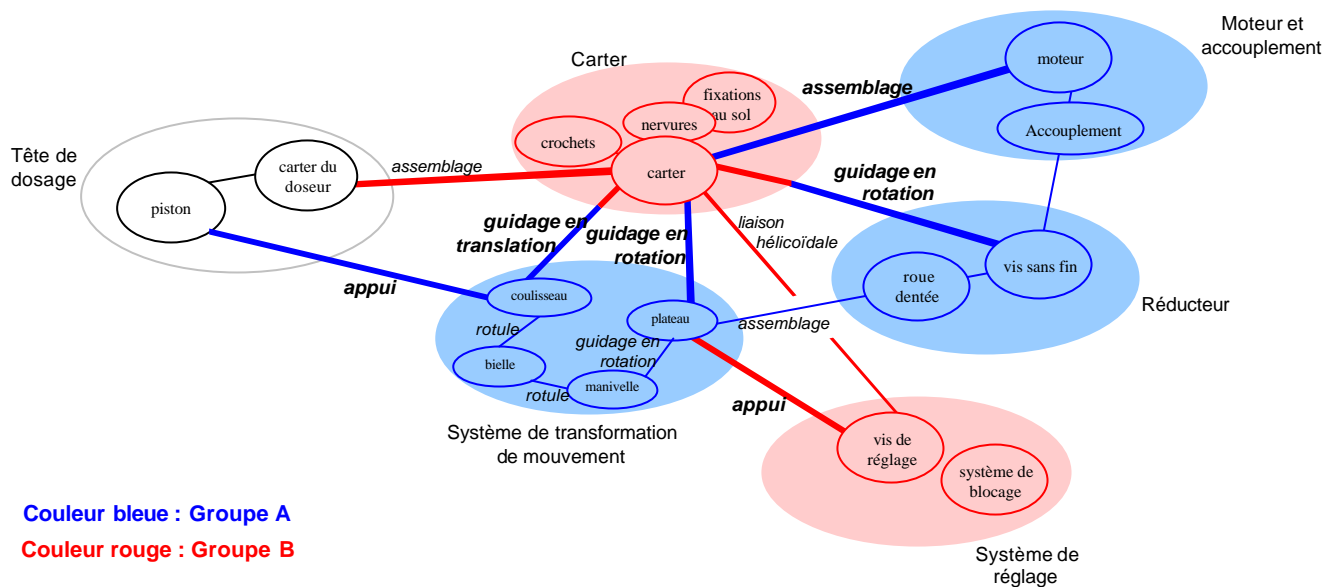 Moteur et
accouplement
moteur
Accouplement
Carter
fixations
au sol
nervures
crochets
carter
assemblage
Tête de
dosage
carter du
doseur
piston
assemblage
guidage en
translation
guidage en
rotation
guidage en
rotation
liaison
hélicoïdale
vis sans fin
roue
dentée
Réducteur
appui
coulisseau
plateau
assemblage
rotule
guidage en
rotation
bielle
rotule
manivelle
appui
Système de transformation
de mouvement
vis de
réglage
système de
blocage
Système de
réglage
Couleur bleue : Groupe A
Couleur rouge : Groupe B